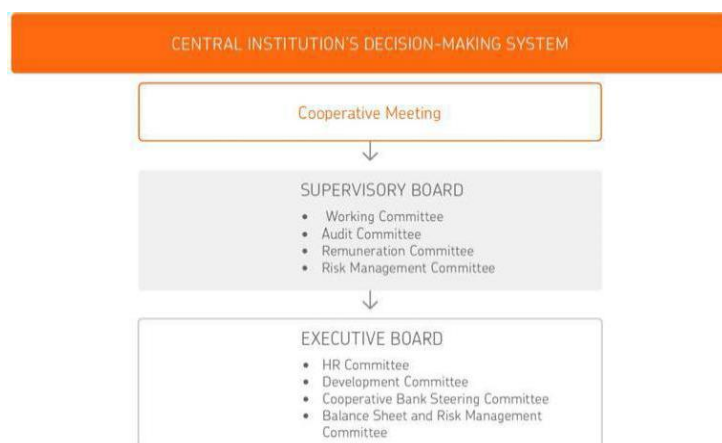 CENTRAL INSTITUTION'S DECISION-MAKING SYSTEM
Cooperative Meeting
SUPERVISORY BOARD
• Working Committee
• Audit Committee
• Remuneration Committee
• Risk Management Committee
EXECUTIVE BOARD
• HR Committee
• Development Committee
• Cooperative Bank Steering Committee
• Balance Sheet and Risk Management
Committee